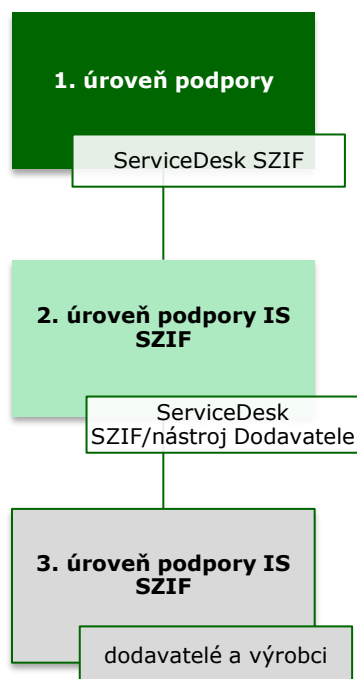 1. úroveň podpory
ServiceDesk SZIF
2. úroveň podpory IS
SZIF
ServiceDesk
SZIF/nástroj Dodavatele
3. úroveň podpory IS
SZIF
dodavatelé a výrobci